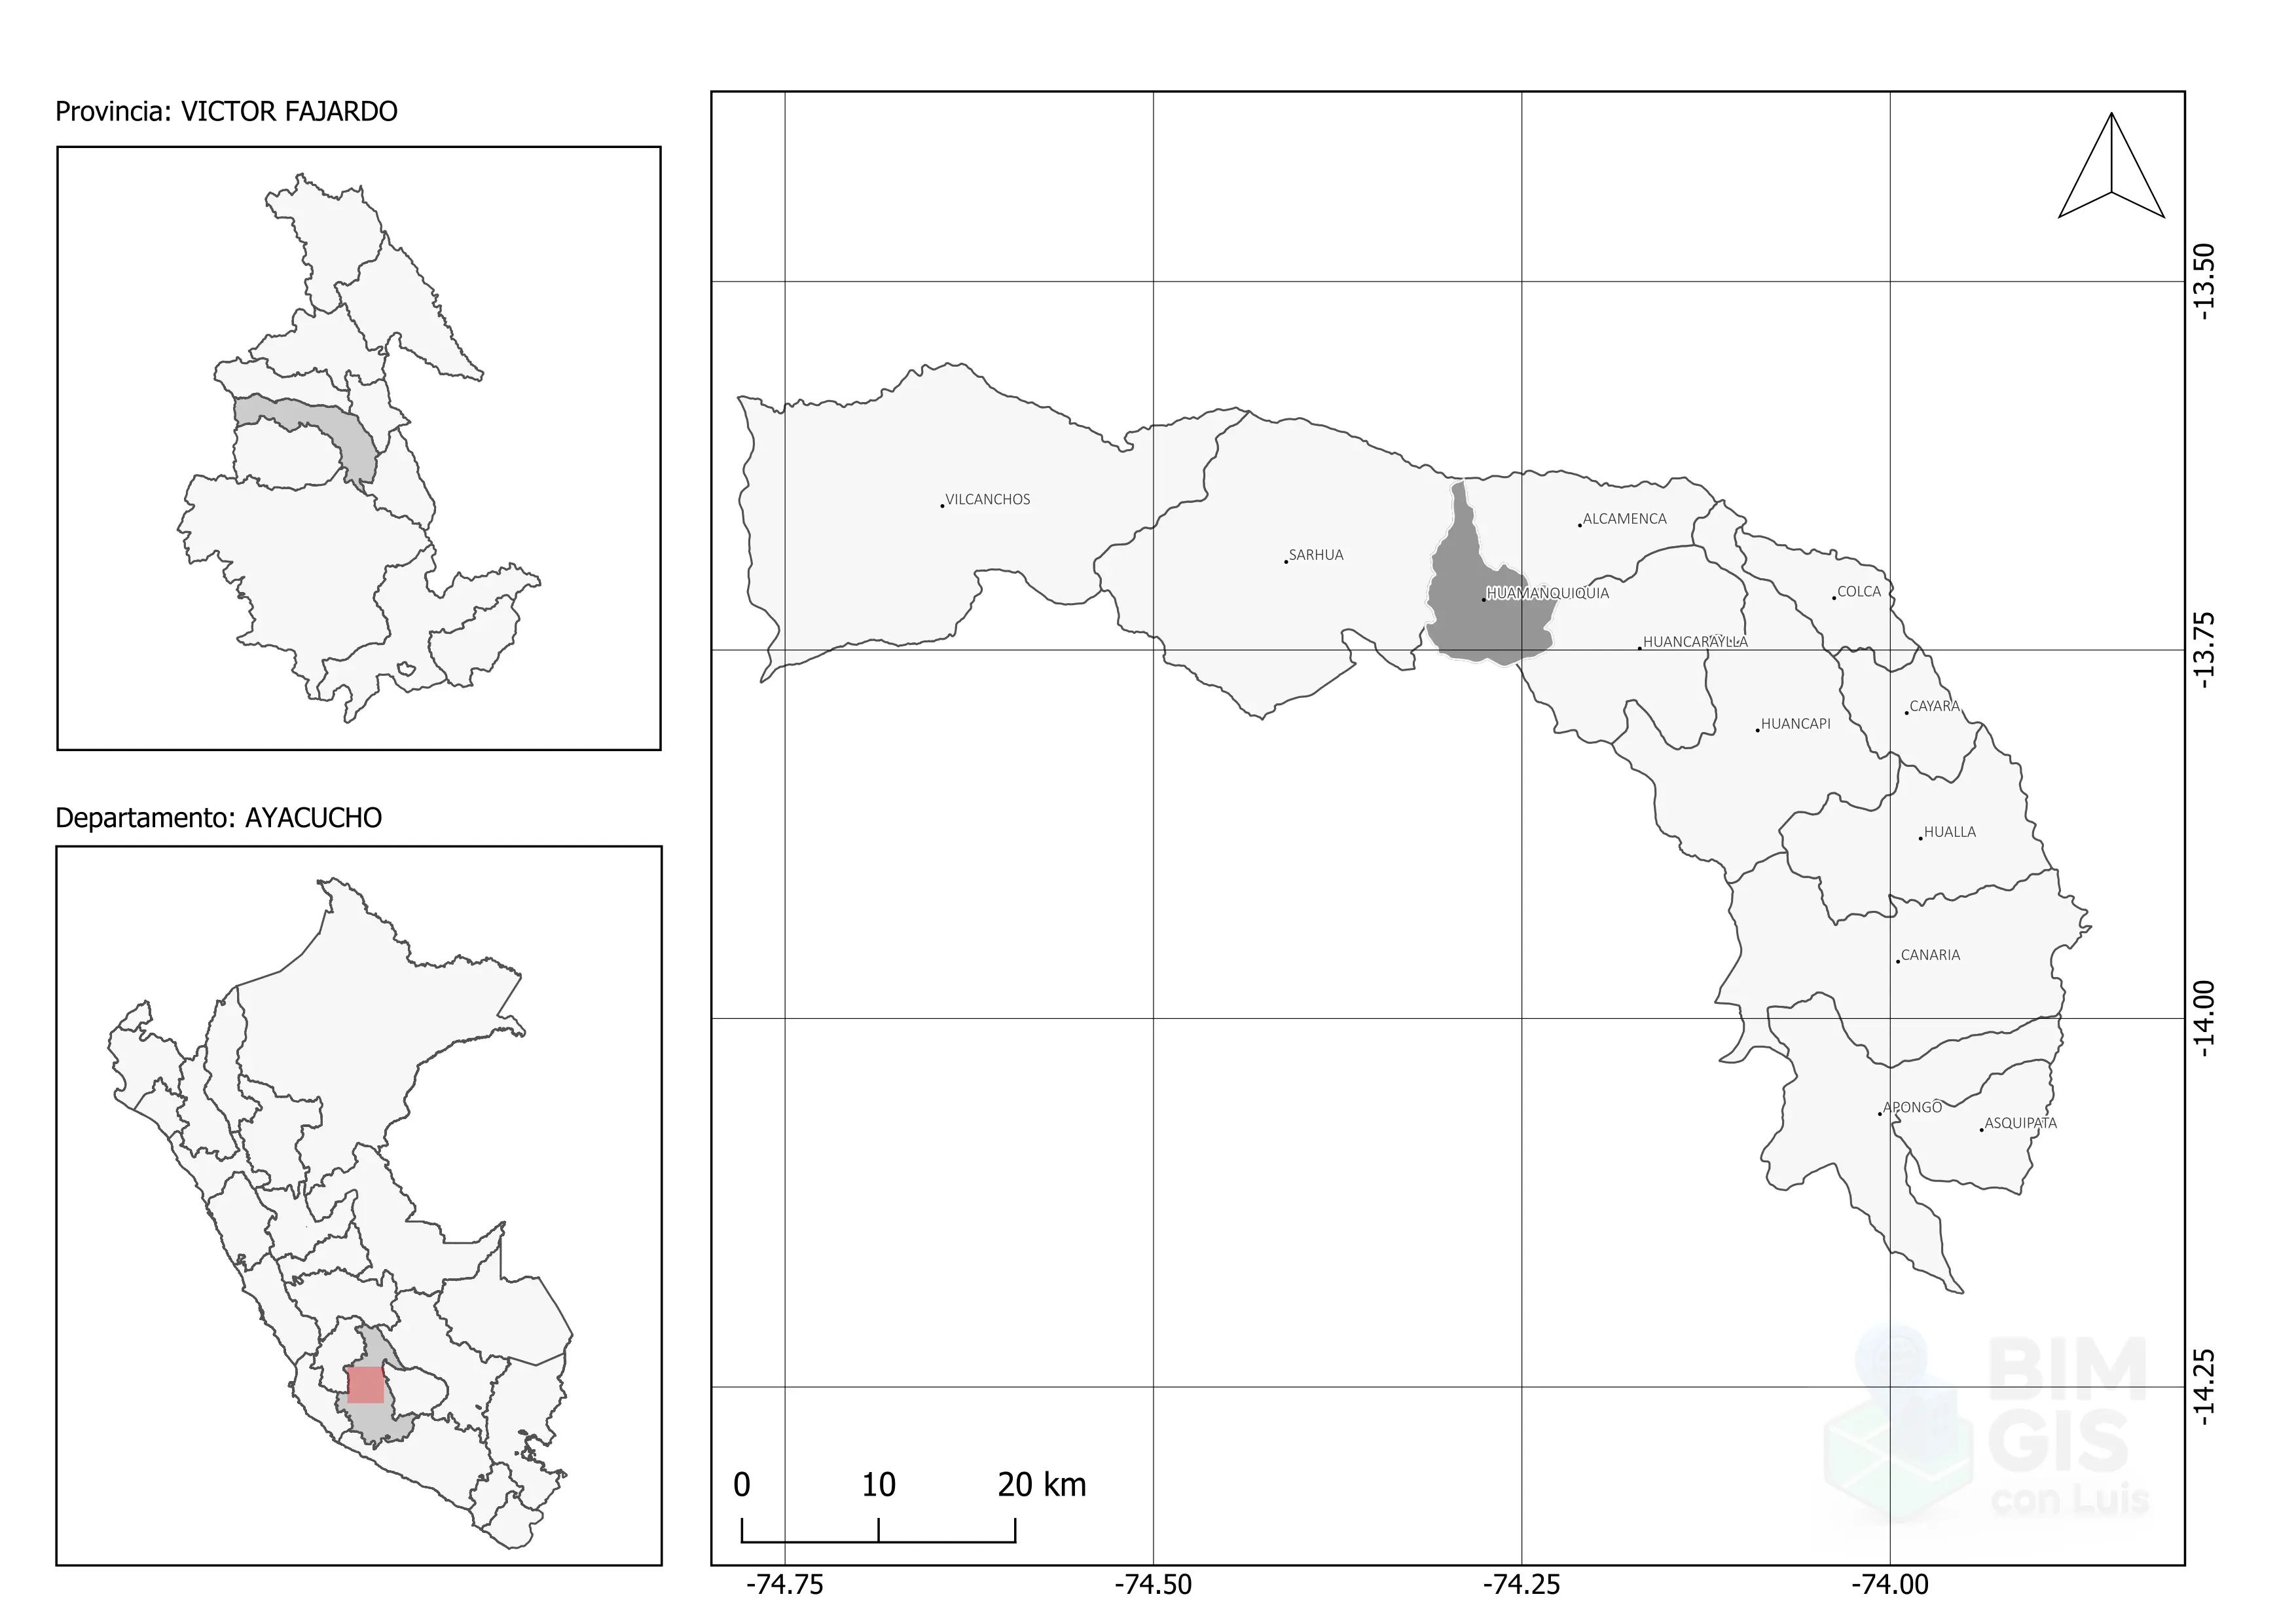 Provincia: VICTOR FAJARDO
Departamento: AYACUCHO
VILCANCHOS
SARHUA
ALCAMENCA
HUAMANQUIQUIA
COLCA
HUANCARAYLLA
CAYARA
HUANCAPI
HUALLA
CANARIA
APONGO
ASQUIPATA
-13.50
-13.75
-14.00
-14.25
0 10 20 km
-74.75 -74.50 -74.25 -74.00
BIM
GIS
con Luis